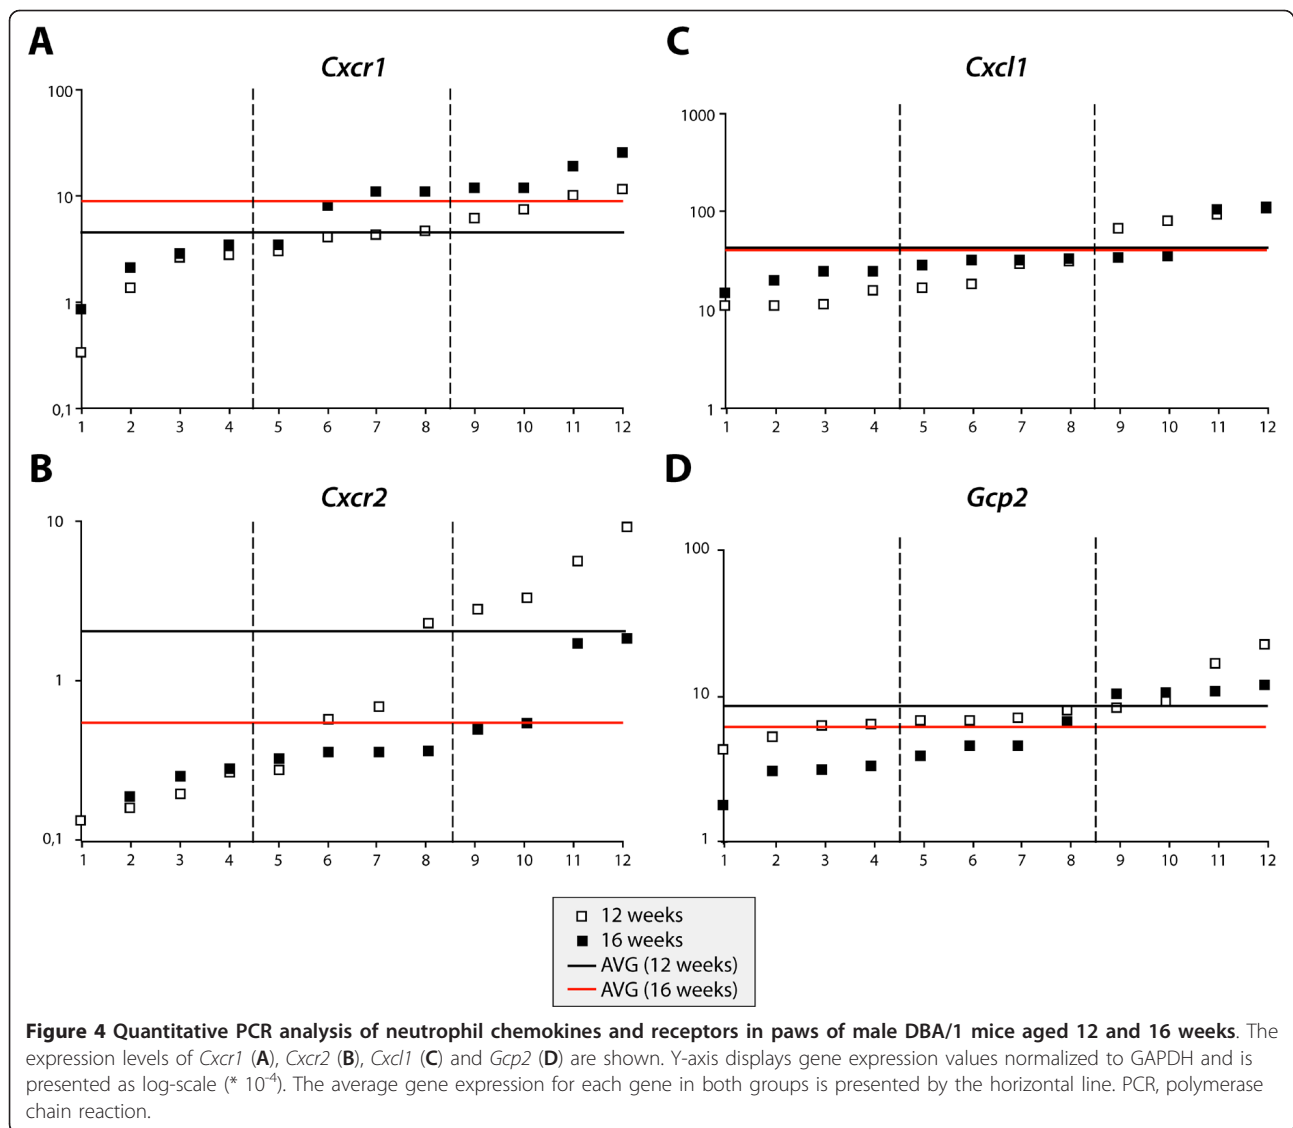 A
Cxcr1
100
10
1
0,1
1 2 3 4 5 6 7 8 9 10 11 12
C
Cxcl1
1000
100
10
1
1 2 3 4 5 6 7 8 9 10 11 12
B
Cxcr2
10
1
0,1
1 2 3 4 5 6 7 8 9 10 11 12
D
Gcp2
100
10
1
1 2 3 4 5 6 7 8 9 10 11 12
12 weeks
16 weeks
AVG (12 weeks)
AVG (16 weeks)
Figure 4 Quantitative PCR analysis of neutrophil chemokines and receptors in paws of male DBA/1 mice aged 12 and 16 weeks. The
expression levels of Cxcr1 (A), Cxcr2 (B), Cxcl1 (C) and Gcp2 (D) are shown. Y-axis displays gene expression values normalized to GAPDH and is
presented as log-scale (* 10-4). The average gene expression for each gene in both groups is presented by the horizontal line. PCR, polymerase
chain reaction.